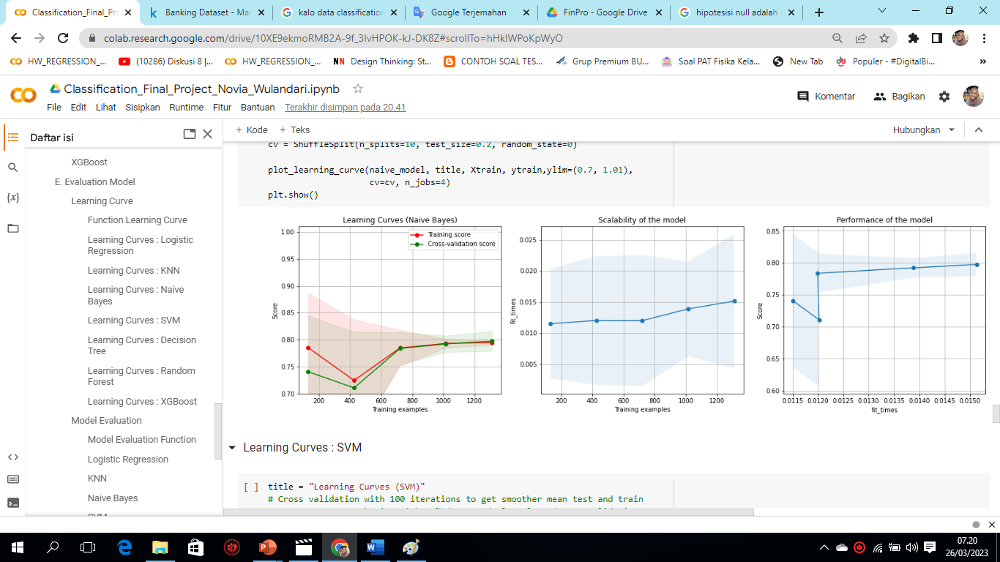 Classification_Final_Pro
Banking Dataset - Mar
kalo data classification
Google Terjemahan
FinPro - Google Drive
hipotesisi null adalah -
colab.research.google.com/drive/10XE9ekmoRMB2A-9f_3IvHPOK-kJ-DK8Z#scrollTo=hHkIWPoKpWyO
HW_REGRESSION_...
(10286) Diskusi 8 |...
HW_REGRESSION_...
NN Design Thinking: St...
CONTOH SOAL TES...
Grup Premium BU...
Soal PAT Fisika Kela...
New Tab
Populer - #DigitalBi...
Classification_Final_Project_Novia_Wulandari.ipynb
File Edit Lihat Sisipkan Runtime Fitur Bantuan Terakhir disimpan pada 20.41
Komentar
Bagikan
Daftar isi
+ Kode + Teks
Hubungkan
XGBoost
E. Evaluation Model
Learning Curve
Function Learning Curve
Learning Curves : Logistic
Regression
Learning Curves : KNN
Learning Curves : Naive
Bayes
Learning Curves : SVM
Learning Curves : Decision
Tree
Learning Curves : Random
Forest
Learning Curves : XGBoost
Model Evaluation
Model Evaluation Function
Logistic Regression
KNN
Naive Bayes
SVM
cv = ShuffleSplit(n_splits=10, test_size=0.2, random_state=0)
plot_learning_curve(naive_model, title, Xtrain, ytrain,ylim=(0.7, 1.01),
cv=cv, n_jobs=4)
plt.show()
Learning Curves (Naive Bayes)
Training score
Cross-validation score
Score
1.00
0.95
0.90
0.85
0.80
0.75
0.70
200 400 600 800 1000 1200
Training examples
Scalability of the model
fit_times
0.025
0.020
0.015
0.010
0.005
200 400 600 800 1000 1200
Training examples
Performance of the model
Score
0.85
0.80
0.75
0.70
0.65
0.60
0.0115 0.0120 0.0125 0.0130 0.0135 0.0140 0.0145 0.0150
fit_times
Learning Curves : SVM
[ ] title = "Learning Curves (SVM)"
# Cross validation with 100 iterations to get smoother mean test and train
07.20
26/03/2023